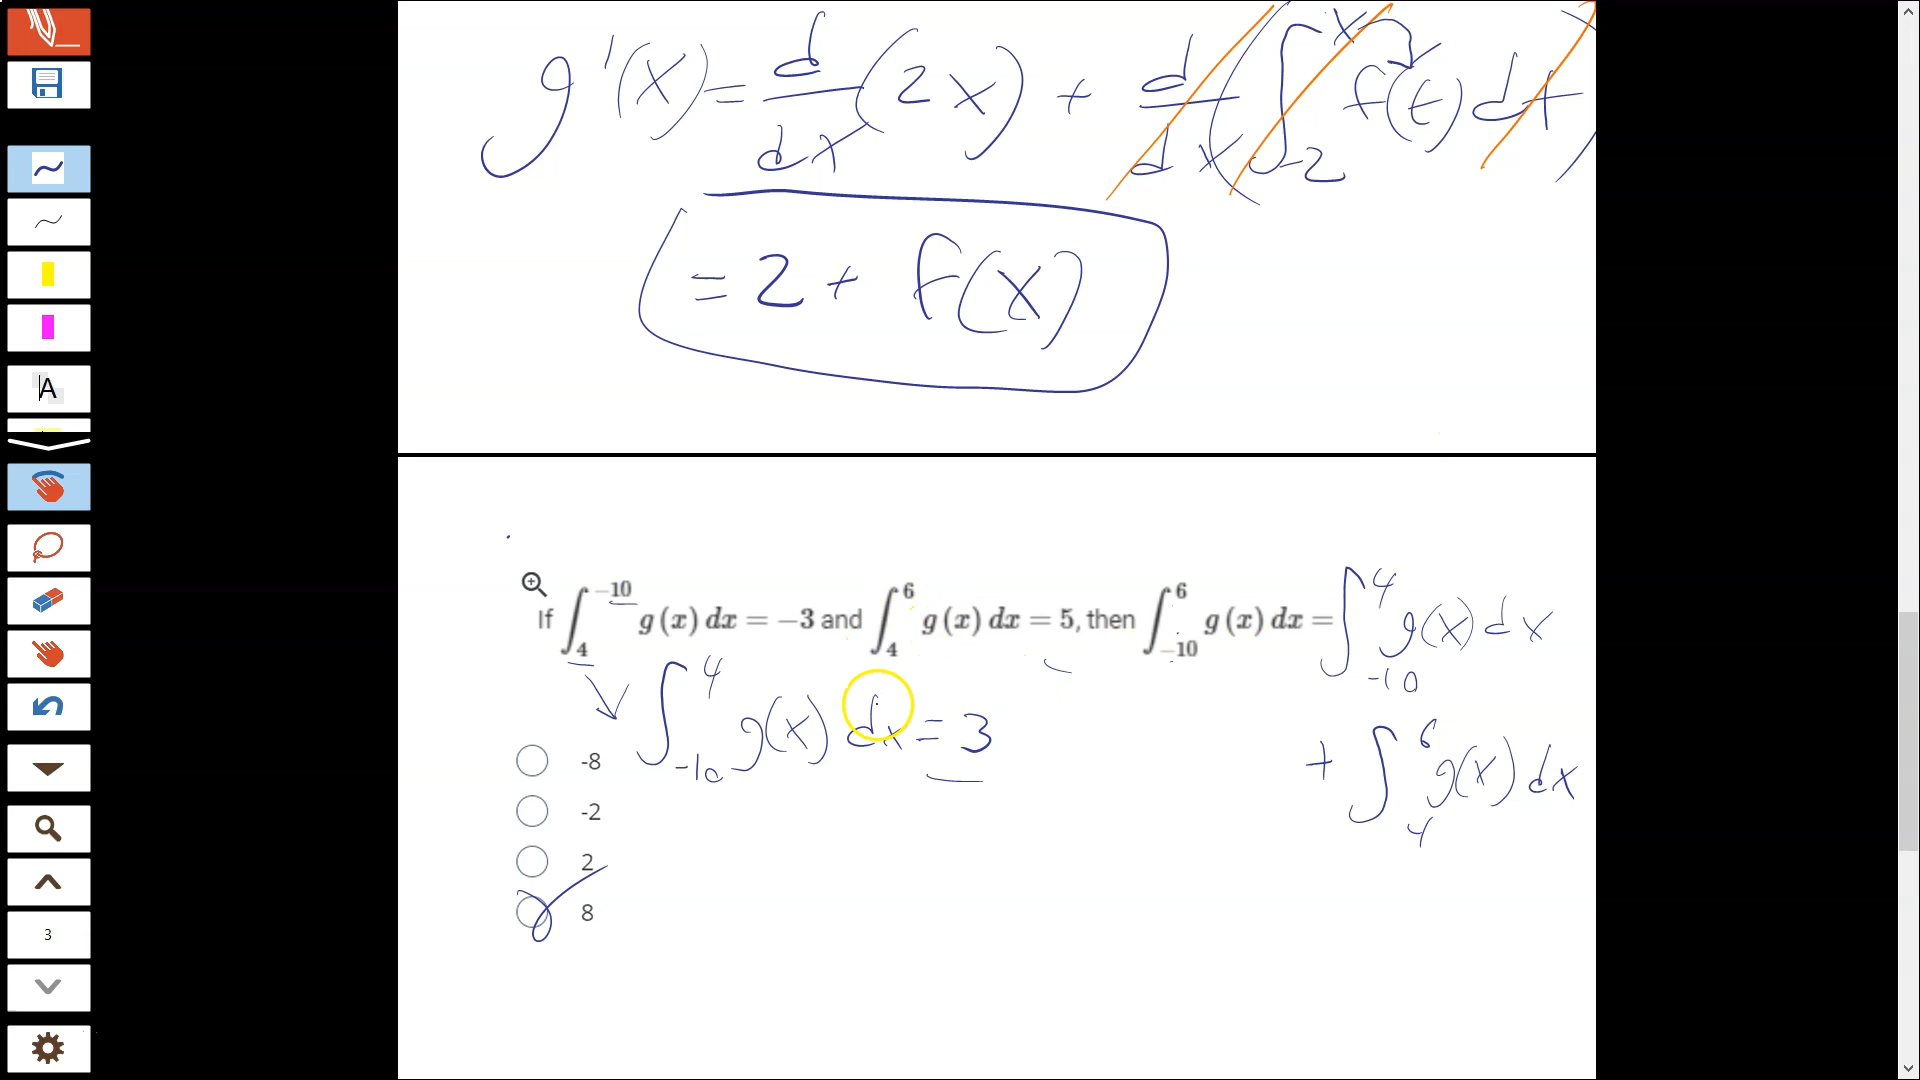 g'(x) = d/dx (2x) + d/dx (∫_{-2}^{x} f(t) dt)
= 2 + f(x)
A
If ∫_4^{−10} g(x) dx = −3 and ∫_4^6 g(x) dx = 5, then ∫_{−10}^6 g(x) dx = ∫_{-10}^4 g(x) dx
∫_{-10}^4 g(x) dx = 3
+ ∫_4^6 g(x) dx
-8
-2
2
8
3